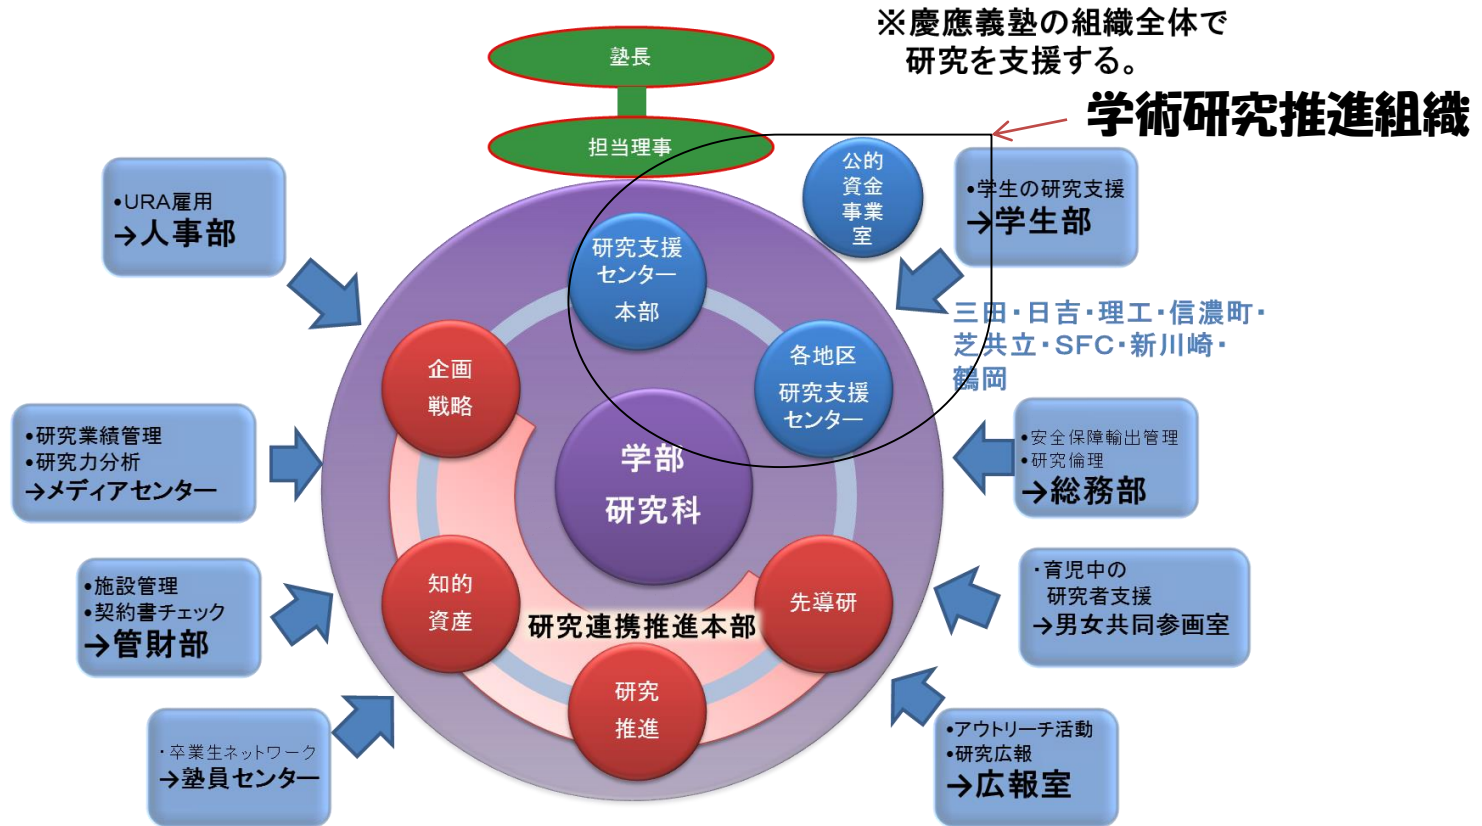 ※慶應義塾の組織全体で
研究を支援する。
学術研究推進組織
塾長
担当理事
公的
資金
事業
室
•URA雇用
→人事部
•学生の研究支援
→学生部
研究支援
センター
本部
三田・日吉・理工・信濃町・
芝共立・SFC・新川崎・
鶴岡
企画
戦略
各地区
研究支援
センター
•研究業績管理
•研究力分析
→メディアセンター
学部
研究科
•安全保障輸出管理
•研究倫理
→総務部
•施設管理
•契約書チェック
→管財部
知的
資産
研究連携推進本部
先導研
・育児中の
研究者支援
→男女共同参画室
研究
推進
・卒業生ネットワーク
→塾員センター
•アウトリーチ活動
•研究広報
→広報室